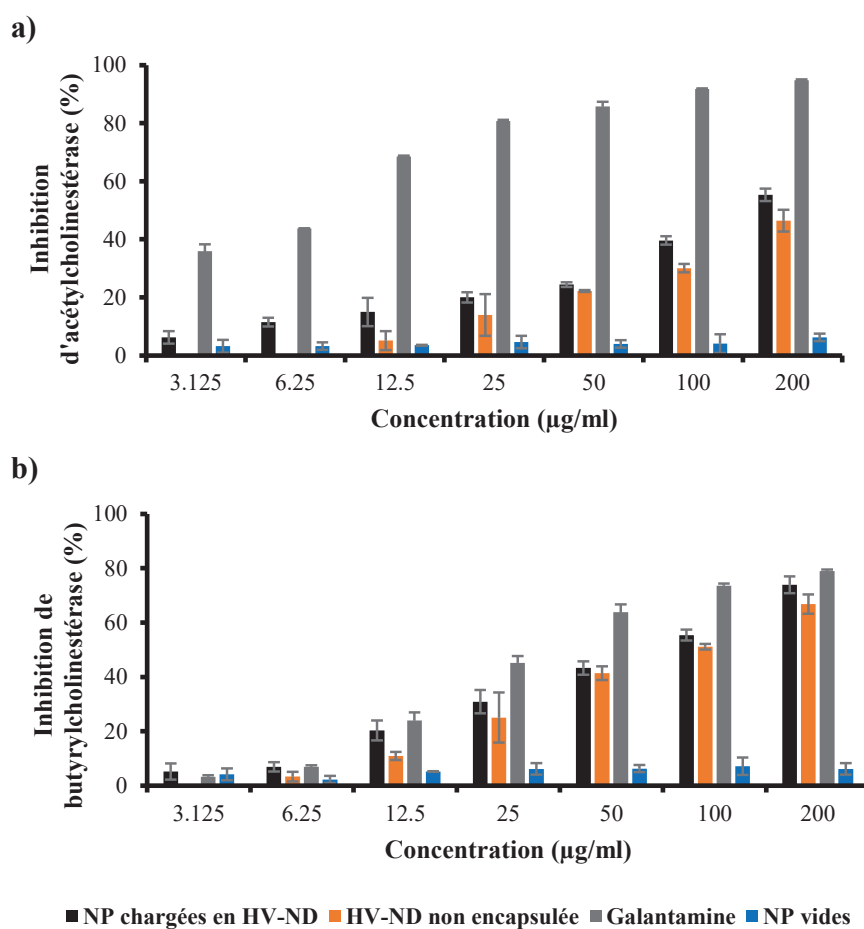 a)
Inhibition
d'acétylcholinestérase (%)
100
80
60
40
20
0
3.125 6.25 12.5 25 50 100 200
Concentration (µg/ml)
b)
Inhibition de
butyrylcholinestérase (%)
100
80
60
40
20
0
3.125 6.25 12.5 25 50 100 200
Concentration (µg/ml)
NP chargées en HV-ND HV-ND non encapsulée Galantamine NP vides